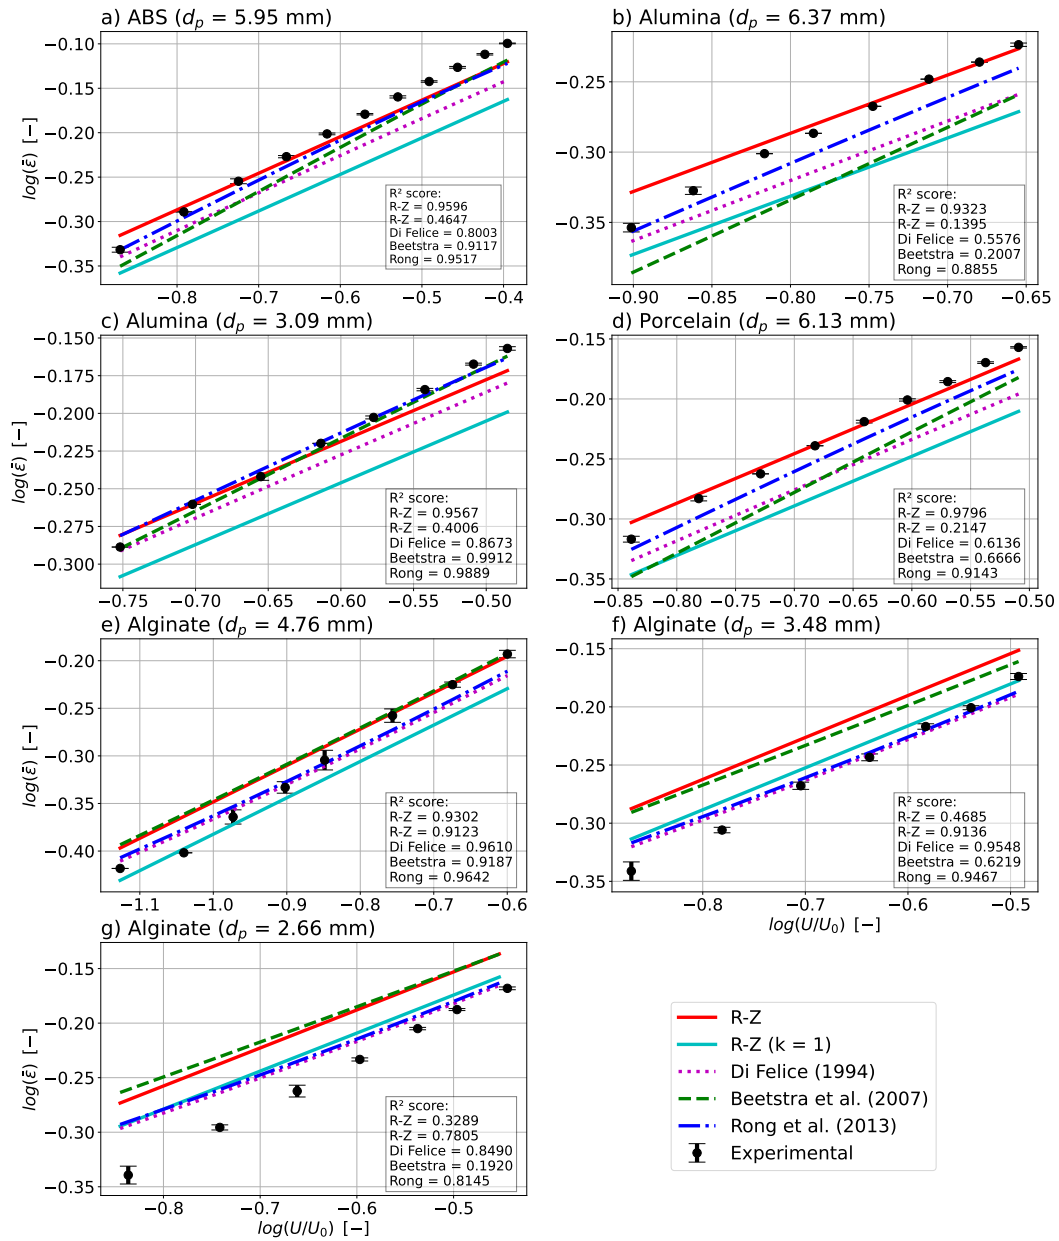 a) ABS (d_p = 5.95 mm)
−0.10
−0.15
−0.20
−0.25
−0.30
−0.35
log(ε̄) [−]
−0.8
−0.7
−0.6
−0.5
−0.4
R² score:
R-Z = 0.9596
R-Z = 0.4647
Di Felice = 0.8003
Beetstra = 0.9117
Rong = 0.9517
b) Alumina (d_p = 6.37 mm)
−0.25
−0.30
−0.35
−0.90
−0.85
−0.80
−0.75
−0.70
−0.65
R² score:
R-Z = 0.9323
R-Z = 0.1395
Di Felice = 0.5576
Beetstra = 0.2007
Rong = 0.8855
c) Alumina (d_p = 3.09 mm)
−0.150
−0.175
−0.200
−0.225
−0.250
−0.275
−0.300
log(ε̄) [−]
−0.75
−0.70
−0.65
−0.60
−0.55
−0.50
R² score:
R-Z = 0.9567
R-Z = 0.4006
Di Felice = 0.8673
Beetstra = 0.9912
Rong = 0.9889
d) Porcelain (d_p = 6.13 mm)
−0.15
−0.20
−0.25
−0.30
−0.35
−0.85
−0.80
−0.75
−0.70
−0.65
−0.60
−0.55
−0.50
R² score:
R-Z = 0.9796
R-Z = 0.2147
Di Felice = 0.6136
Beetstra = 0.6666
Rong = 0.9143
e) Alginate (d_p = 4.76 mm)
−0.20
−0.25
−0.30
−0.35
−0.40
log(ε̄) [−]
−1.1
−1.0
−0.9
−0.8
−0.7
−0.6
R² score:
R-Z = 0.9302
R-Z = 0.9123
Di Felice = 0.9610
Beetstra = 0.9187
Rong = 0.9642
f) Alginate (d_p = 3.48 mm)
−0.15
−0.20
−0.25
−0.30
−0.35
−0.8
−0.7
−0.6
−0.5
log(U/U₀) [−]
R² score:
R-Z = 0.4685
R-Z = 0.9136
Di Felice = 0.9548
Beetstra = 0.6219
Rong = 0.9467
g) Alginate (d_p = 2.66 mm)
−0.15
−0.20
−0.25
−0.30
−0.35
log(ε̄) [−]
−0.8
−0.7
−0.6
−0.5
log(U/U₀) [−]
R² score:
R-Z = 0.3289
R-Z = 0.7805
Di Felice = 0.8490
Beetstra = 0.1920
Rong = 0.8145
R-Z
R-Z (k = 1)
Di Felice (1994)
Beetstra et al. (2007)
Rong et al. (2013)
Experimental